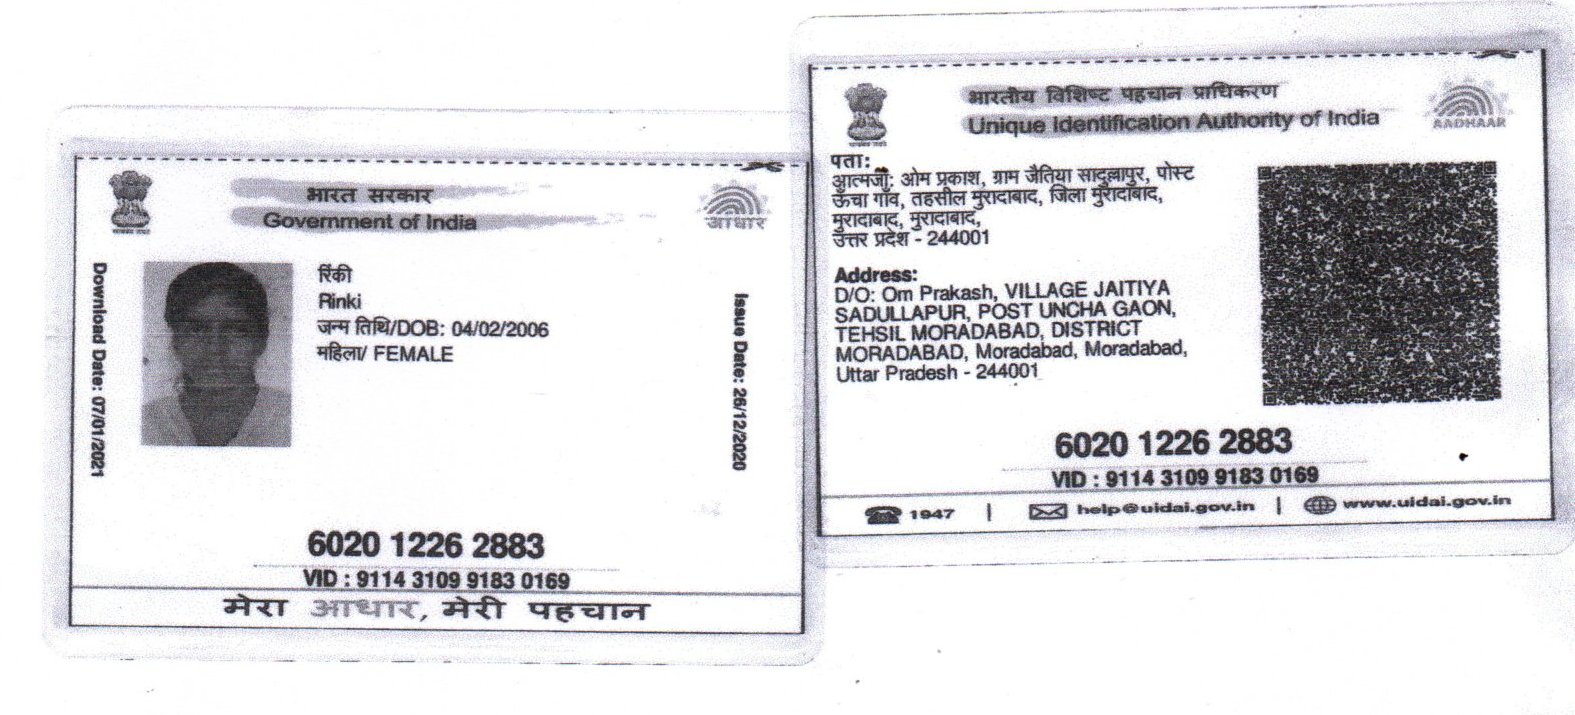 भारत सरकार
Government of India
आधार
Download Date: 07/01/2021
रिंकी
Rinki
जन्म तिथि/DOB: 04/02/2006
महिला/ FEMALE
Issue Date: 26/12/2020
6020 1226 2883
VID : 9114 3109 9183 0169
मेरा आधार, मेरी पहचान
भारतीय विशिष्ट पहचान प्राधिकरण
Unique Identification Authority of India
AADHAAR
पता:
आत्मजा: ओम प्रकाश, ग्राम जैतिया सादुल्लापुर, पोस्ट
ऊंचा गाँव, तहसील मुरादाबाद, जिला मुरादाबाद,
मुरादाबाद, मुरादाबाद,
उत्तर प्रदेश - 244001
Address:
D/O: Om Prakash, VILLAGE JAITIYA
SADULLAPUR, POST UNCHA GAON,
TEHSIL MORADABAD, DISTRICT
MORADABAD, Moradabad, Moradabad,
Uttar Pradesh - 244001
6020 1226 2883
VID : 9114 3109 9183 0169
1947 | help@uidai.gov.in | www.uidai.gov.in